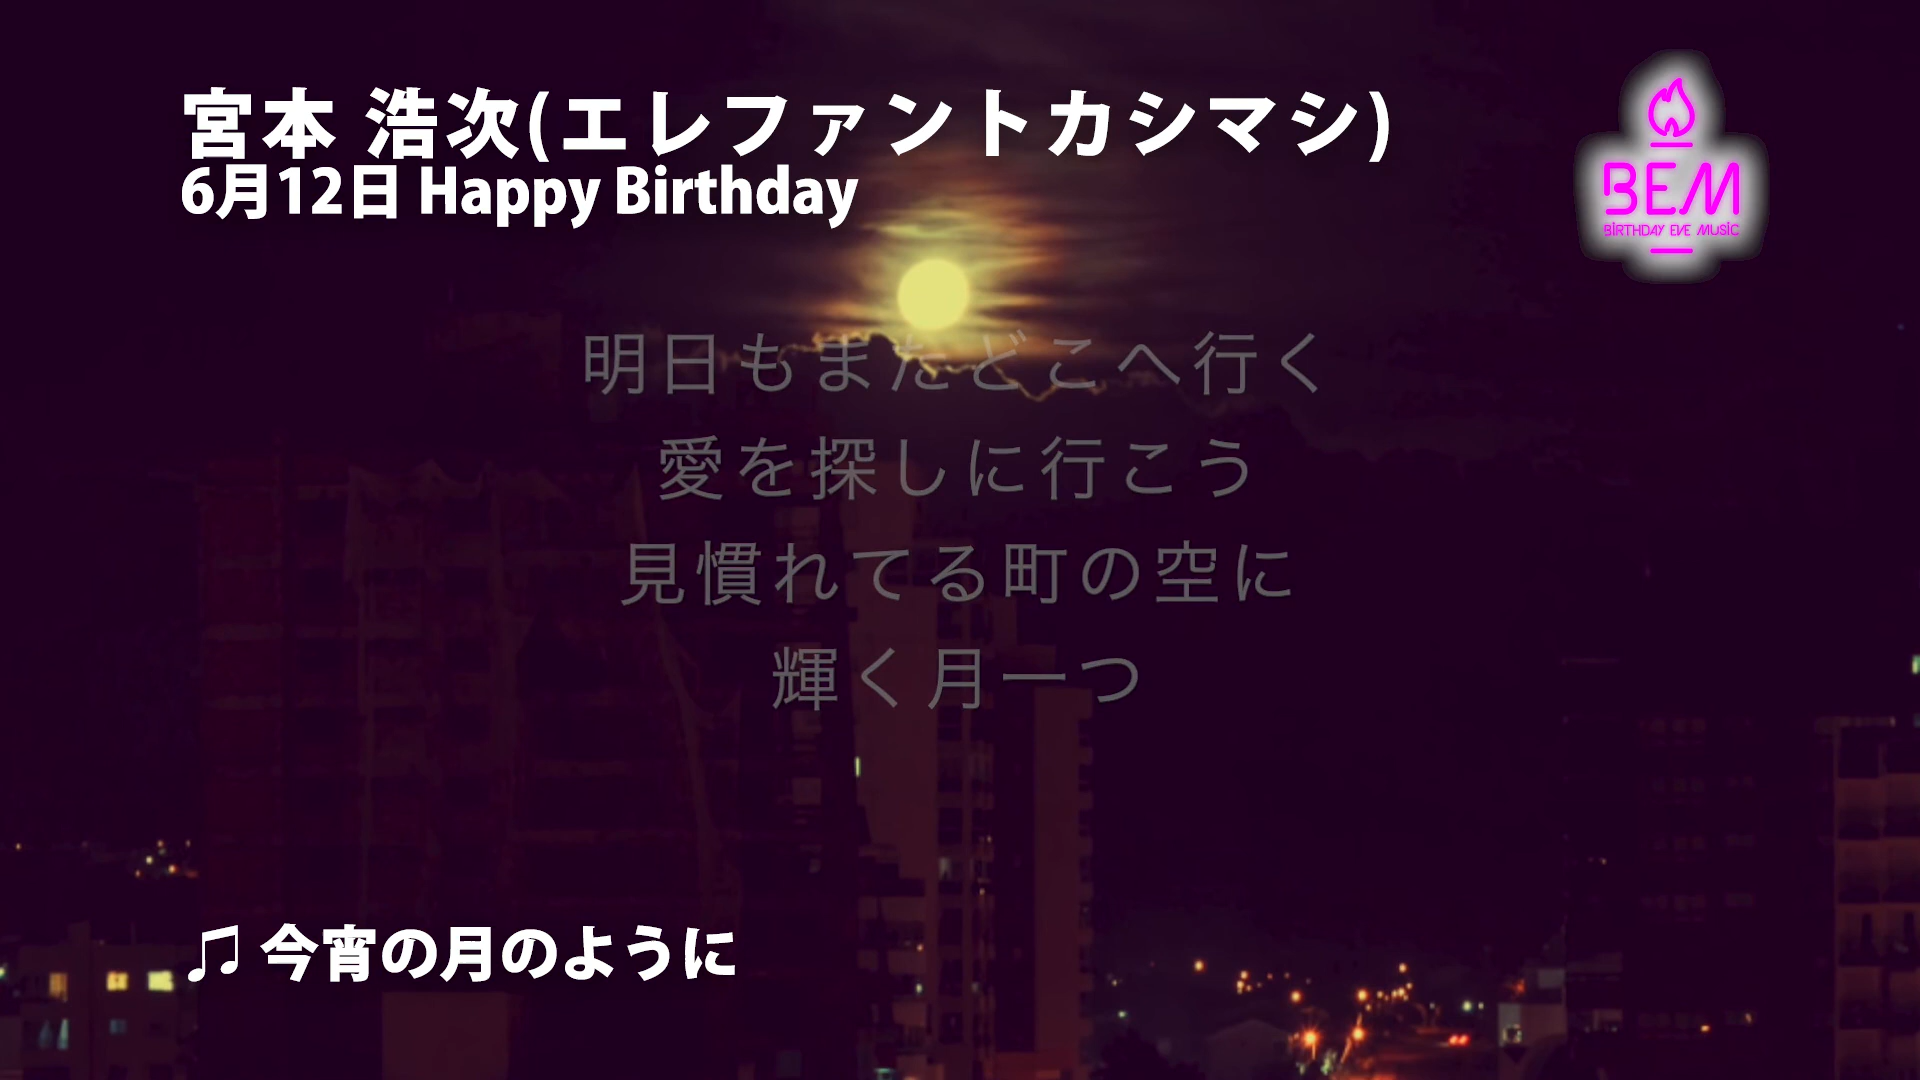 宮本 浩次(エレファントカシマシ)
6月12日 Happy Birthday
BEM
BiRTHDAY EVE MUSiC
明日もまたどこへ行く
愛を探しに行こう
見慣れてる町の空に
輝く月一つ
♫ 今宵の月のように